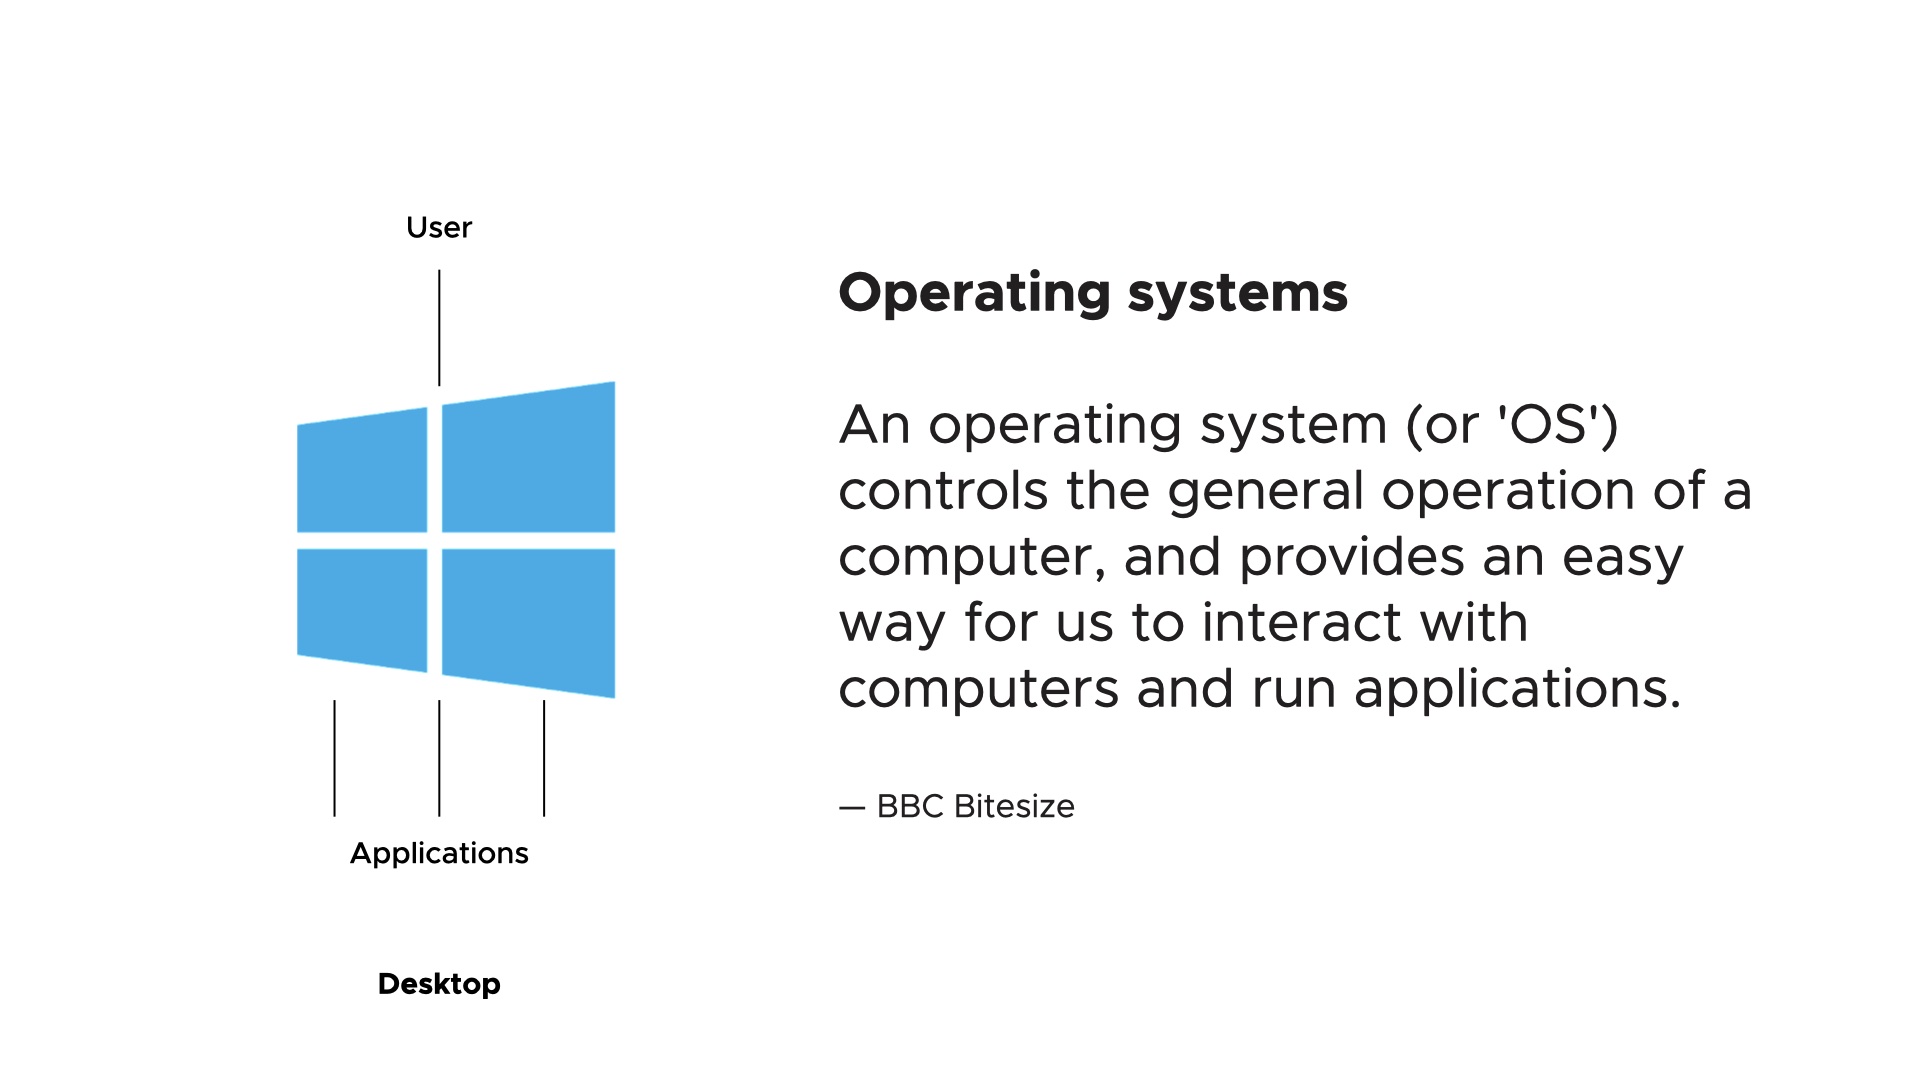 User
Applications
Desktop
Operating systems
An operating system (or 'OS')
controls the general operation of a
computer, and provides an easy
way for us to interact with
computers and run applications.
— BBC Bitesize